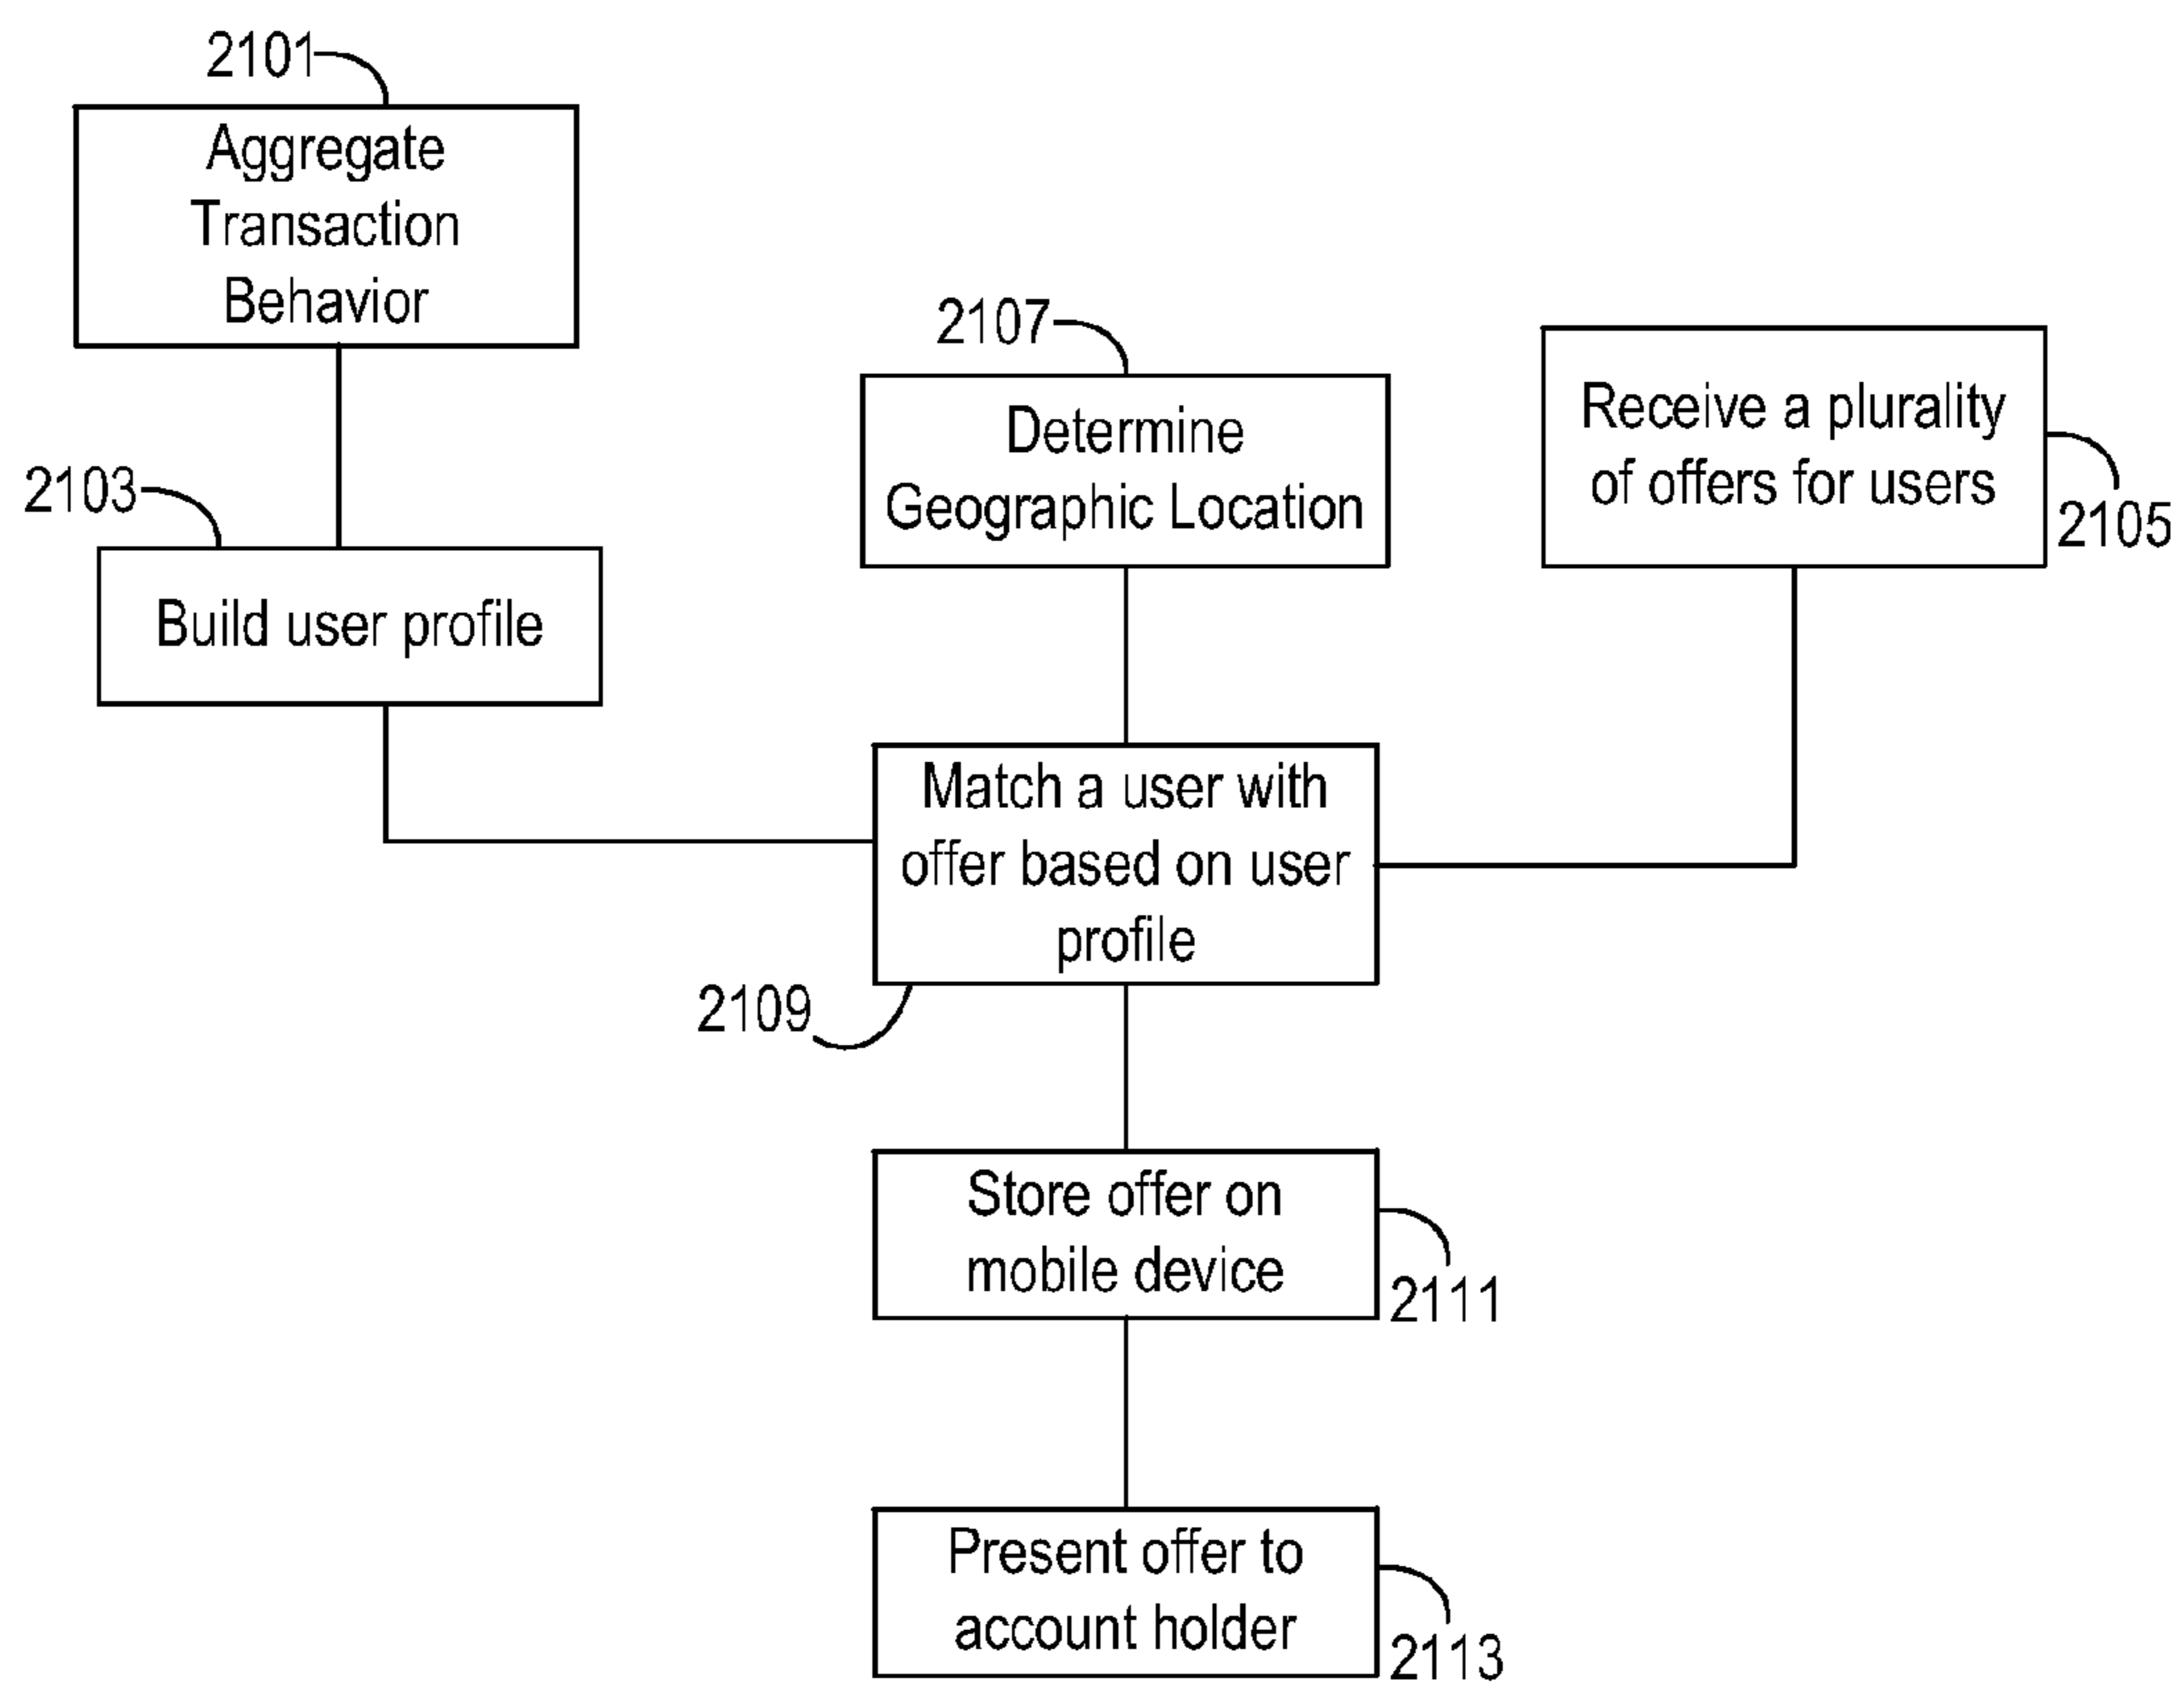 2101
Aggregate
Transaction
Behavior
2103
Build user profile
2107
Determine
Geographic Location
Receive a plurality
of offers for users
2105
Match a user with
offer based on user
profile
2109
Store offer on
mobile device
2111
Present offer to
account holder
2113